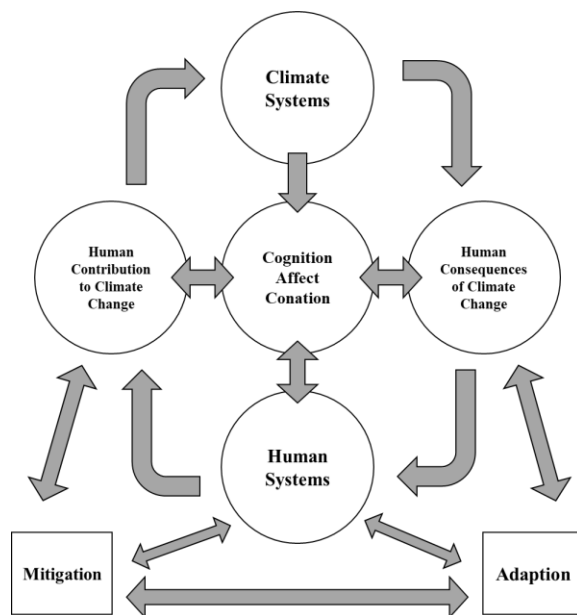 Climate
Systems
Human
Contribution
to Climate
Change
Cognition
Affect
Conation
Human
Consequences
of Climate
Change
Human
Systems
Mitigation
Adaption